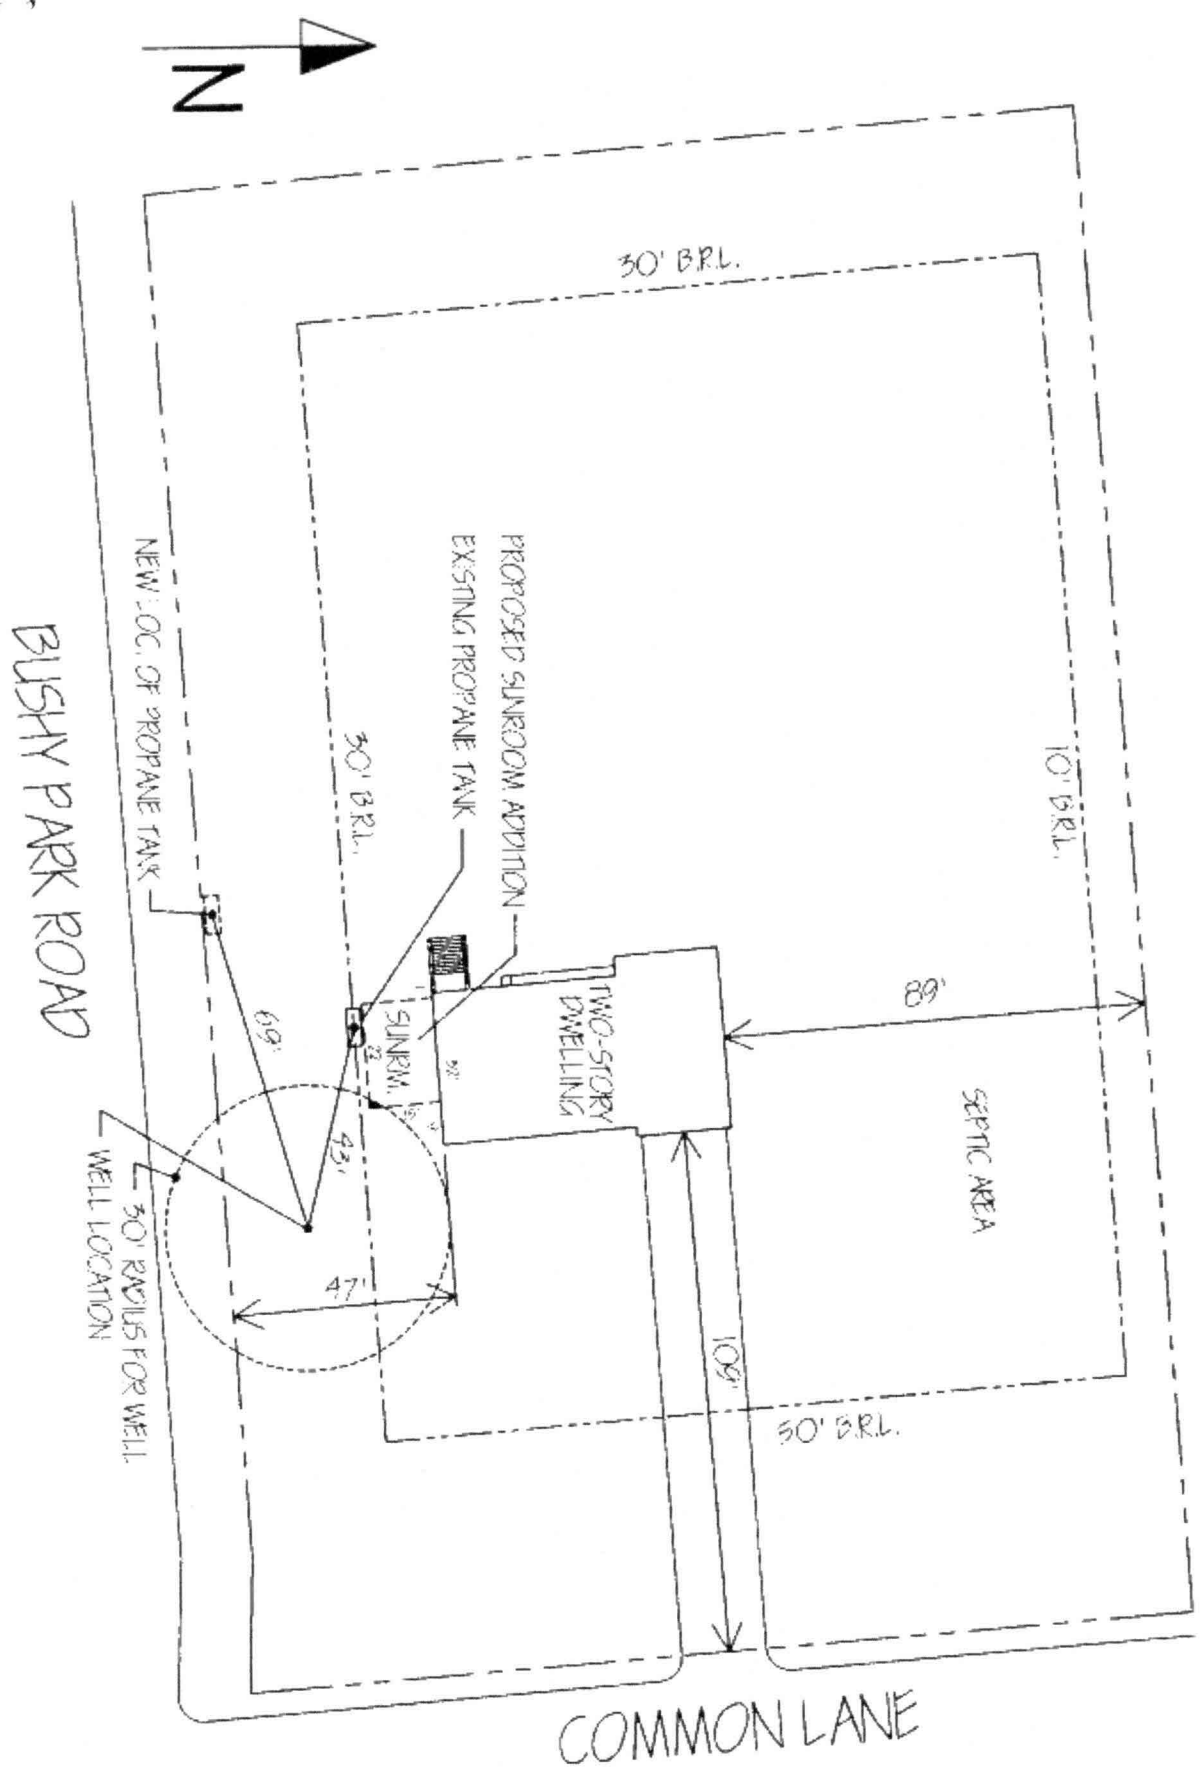 N
30' B.R.L.
10' B.R.L.
30' B.R.L.
PROPOSED SUNROOM ADDITION
EXISTING PROPANE TANK
NEW LOC. OF PROPANE TANK
BUSHY PARK ROAD
89'
TWO-STORY
DWELLING
SUNRM.
69'
43'
SEPTIC AREA
47'
109'
30' RADIUS FOR WELL
WELL LOCATION
30' B.R.L.
COMMON LANE